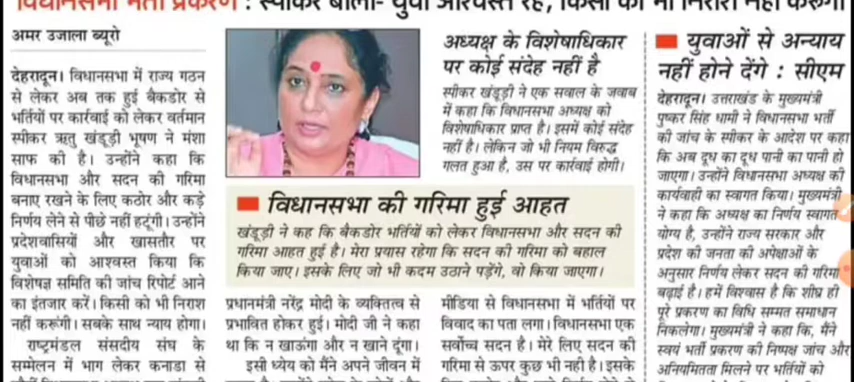 विधानसभा भर्ती प्रकरण : स्पीकर बोलीं- युवा आश्वस्त रहें, किसी को भी निराश नहीं करूंगी
अमर उजाला ब्यूरो
देहरादून। विधानसभा में राज्य गठन
से लेकर अब तक हुई बैकडोर से
भर्तियों पर कार्रवाई को लेकर वर्तमान
स्पीकर ऋतु खंडूड़ी भूषण ने मंशा
साफ की है। उन्होंने कहा कि
विधानसभा और सदन की गरिमा
बनाए रखने के लिए कठोर और कड़े
निर्णय लेने से पीछे नहीं हटूंगी। उन्होंने
प्रदेशवासियों और खासतौर पर
युवाओं को आश्वस्त किया कि
विशेषज्ञ समिति की जांच रिपोर्ट आने
का इंतजार करें। किसी को भी निराश
नहीं करूंगी। सबके साथ न्याय होगा।
राष्ट्रमंडल संसदीय संघ के
सम्मेलन में भाग लेकर कनाडा से
अध्यक्ष के विशेषाधिकार
पर कोई संदेह नहीं है
स्पीकर खंडूड़ी ने एक सवाल के जवाब
में कहा कि विधानसभा अध्यक्ष को
विशेषाधिकार प्राप्त है। इसमें कोई संदेह
नहीं है। लेकिन जो भी नियम विरुद्ध
गलत हुआ है, उस पर कार्रवाई होगी।
विधानसभा की गरिमा हुई आहत
खंडूड़ी ने कहा कि बैकडोर भर्तियों को लेकर विधानसभा और सदन की
गरिमा आहत हुई है। मेरा प्रयास रहेगा कि सदन की गरिमा को बहाल
किया जाए। इसके लिए जो भी कदम उठाने पड़ेंगे, वो किया जाएगा।
प्रधानमंत्री नरेंद्र मोदी के व्यक्तित्व से
प्रभावित होकर हुई। मोदी जी ने कहा
था कि न खाऊंगा और न खाने दूंगा।
इसी ध्येय को मैंने अपने जीवन में
मीडिया से विधानसभा में भर्तियों पर
विवाद का पता लगा। विधानसभा एक
सर्वोच्च सदन है। मेरे लिए सदन की
गरिमा से ऊपर कुछ भी नही है। इसके
युवाओं से अन्याय
नहीं होने देंगे : सीएम
देहरादून। उत्तराखंड के मुख्यमंत्री
पुष्कर सिंह धामी ने विधानसभा भर्ती
की जांच के स्पीकर के आदेश पर कहा
कि अब दूध का दूध पानी का पानी हो
जाएगा। उन्होंने विधानसभा अध्यक्ष की
कार्यवाही का स्वागत किया। मुख्यमंत्री
ने कहा कि अध्यक्ष का निर्णय स्वागत
योग्य है, उन्होंने राज्य सरकार और
प्रदेश की जनता की अपेक्षाओं के
अनुसार निर्णय लेकर सदन की गरिमा
बढ़ाई है। हमें विश्वास है कि शीघ्र ही
पूरे प्रकरण का विधि सम्मत समाधान
निकलेगा। मुख्यमंत्री ने कहा कि, मैंने
स्वयं भर्ती प्रकरण की निष्पक्ष जांच और
अनियमितता मिलने पर भर्तियों को